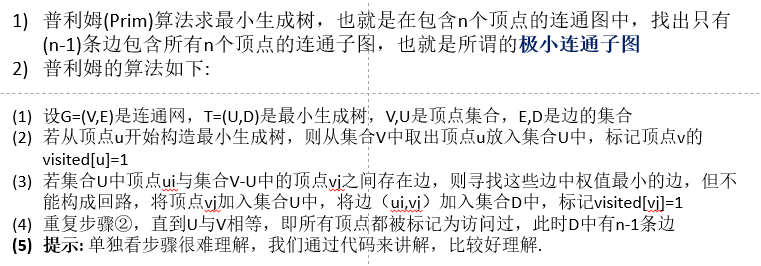 1) 普利姆(Prim)算法求最小生成树，也就是在包含n个顶点的连通图中，找出只有
(n-1)条边包含所有n个顶点的连通子图，也就是所谓的极小连通子图
2) 普利姆的算法如下:
(1) 设G=(V,E)是连通网，T=(U,D)是最小生成树，V,U是顶点集合，E,D是边的集合
(2) 若从顶点u开始构造最小生成树，则从集合V中取出顶点u放入集合U中，标记顶点v的
visited[u]=1
(3) 若集合U中顶点ui与集合V-U中的顶点vj之间存在边，则寻找这些边中权值最小的边，但不
能构成回路，将顶点vj加入集合U中，将边（ui,vj）加入集合D中，标记visited[vj]=1
(4) 重复步骤②，直到U与V相等，即所有顶点都被标记为访问过，此时D中有n-1条边
(5) 提示: 单独看步骤很难理解，我们通过代码来讲解，比较好理解.